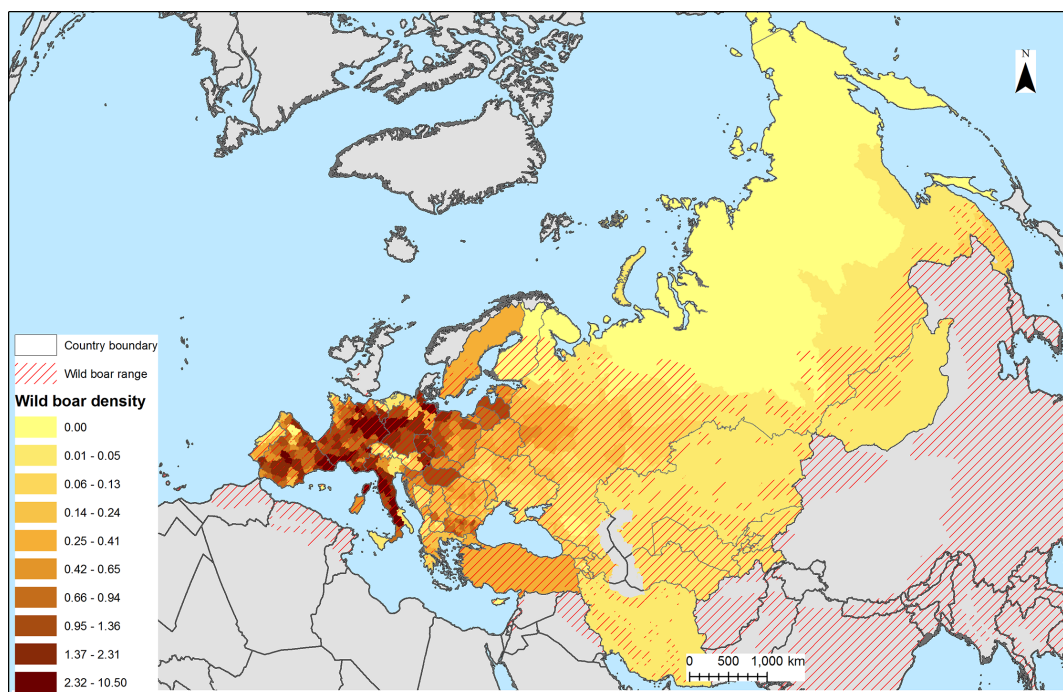 N
Country boundary
Wild boar range
Wild boar density
0.00
0.01 - 0.05
0.06 - 0.13
0.14 - 0.24
0.25 - 0.41
0.42 - 0.65
0.66 - 0.94
0.95 - 1.36
1.37 - 2.31
2.32 - 10.50
0 500 1,000 km